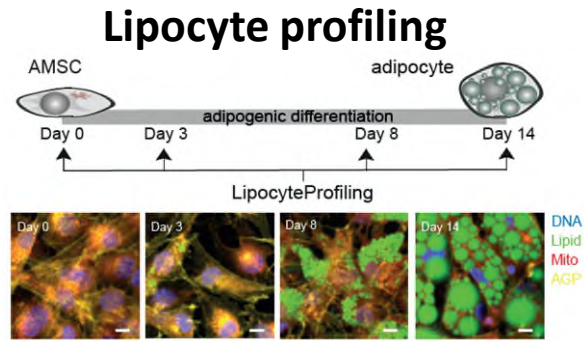 Lipocyte profiling
AMSC
adipocyte
adipogenic differentiation
Day 0 Day 3 Day 8 Day 14
LipocyteProfiling
Day 0 Day 3 Day 8 Day 14
DNA
Lipid
Mito
AGP